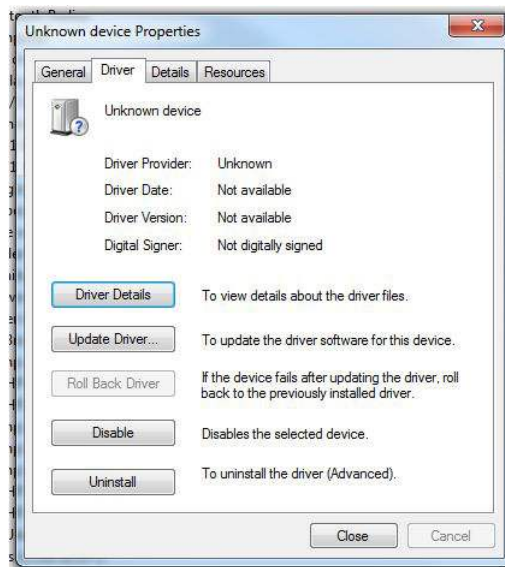 Unknown device Properties
General Driver Details Resources
Unknown device
Driver Provider: Unknown
Driver Date: Not available
Driver Version: Not available
Digital Signer: Not digitally signed
Driver Details To view details about the driver files.
Update Driver... To update the driver software for this device.
Roll Back Driver If the device fails after updating the driver, roll
back to the previously installed driver.
Disable Disables the selected device.
Uninstall To uninstall the driver (Advanced).
Close Cancel